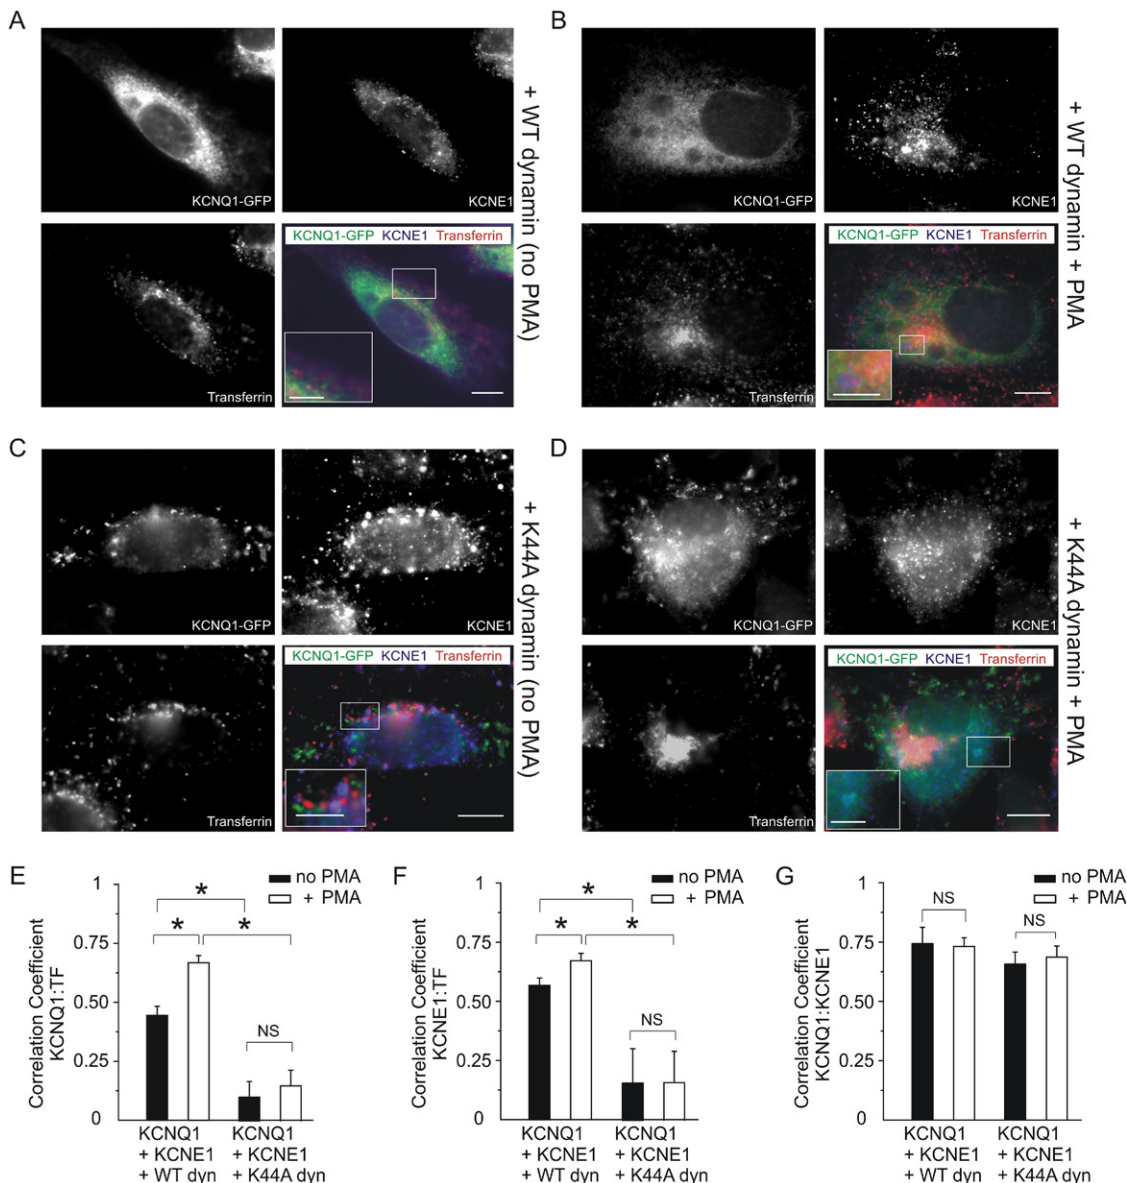 A
KCNQ1-GFP
KCNE1
Transferrin
KCNQ1-GFP KCNE1 Transferrin
+ WT dynamin (no PMA)
B
KCNQ1-GFP
KCNE1
Transferrin
KCNQ1-GFP KCNE1 Transferrin
+ WT dynamin + PMA
C
KCNQ1-GFP
KCNE1
Transferrin
KCNQ1-GFP KCNE1 Transferrin
+ K44A dynamin (no PMA)
D
KCNQ1-GFP
KCNE1
Transferrin
KCNQ1-GFP KCNE1 Transferrin
+ K44A dynamin + PMA
E
no PMA
+ PMA
Correlation Coefficient
KCNQ1:TF
1
0.75
0.50
0.25
0
*
*
*
NS
KCNQ1
+ KCNE1
+ WT dyn
KCNQ1
+ KCNE1
+ K44A dyn
F
no PMA
+ PMA
Correlation Coefficient
KCNE1:TF
1
0.75
0.50
0.25
0
*
*
*
NS
KCNQ1
+ KCNE1
+ WT dyn
KCNQ1
+ KCNE1
+ K44A dyn
G
no PMA
+ PMA
Correlation Coefficient
KCNQ1:KCNE1
1
0.75
0.50
0.25
0
NS
NS
KCNQ1
+ KCNE1
+ WT dyn
KCNQ1
+ KCNE1
+ K44A dyn